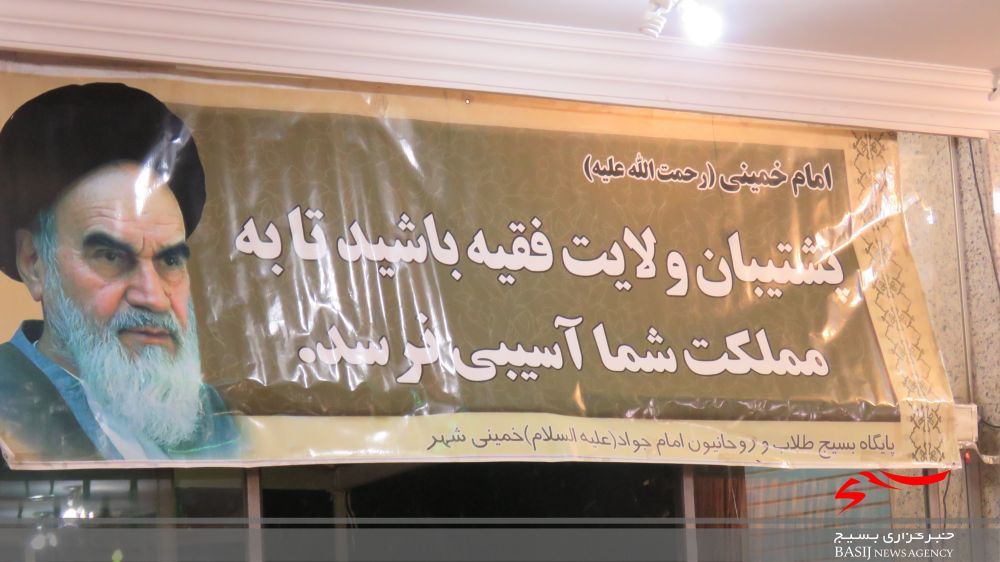 امام خمینی (رحمت الله علیه)
پشتیبان ولایت فقیه باشید تا به
مملکت شما آسیبی نرسد.
پایگاه بسیج طلاب و روحانیون امام جواد(علیه السلام)خمینی شهر
خبرگزاری بسیج
BASIJ NEWS AGENCY